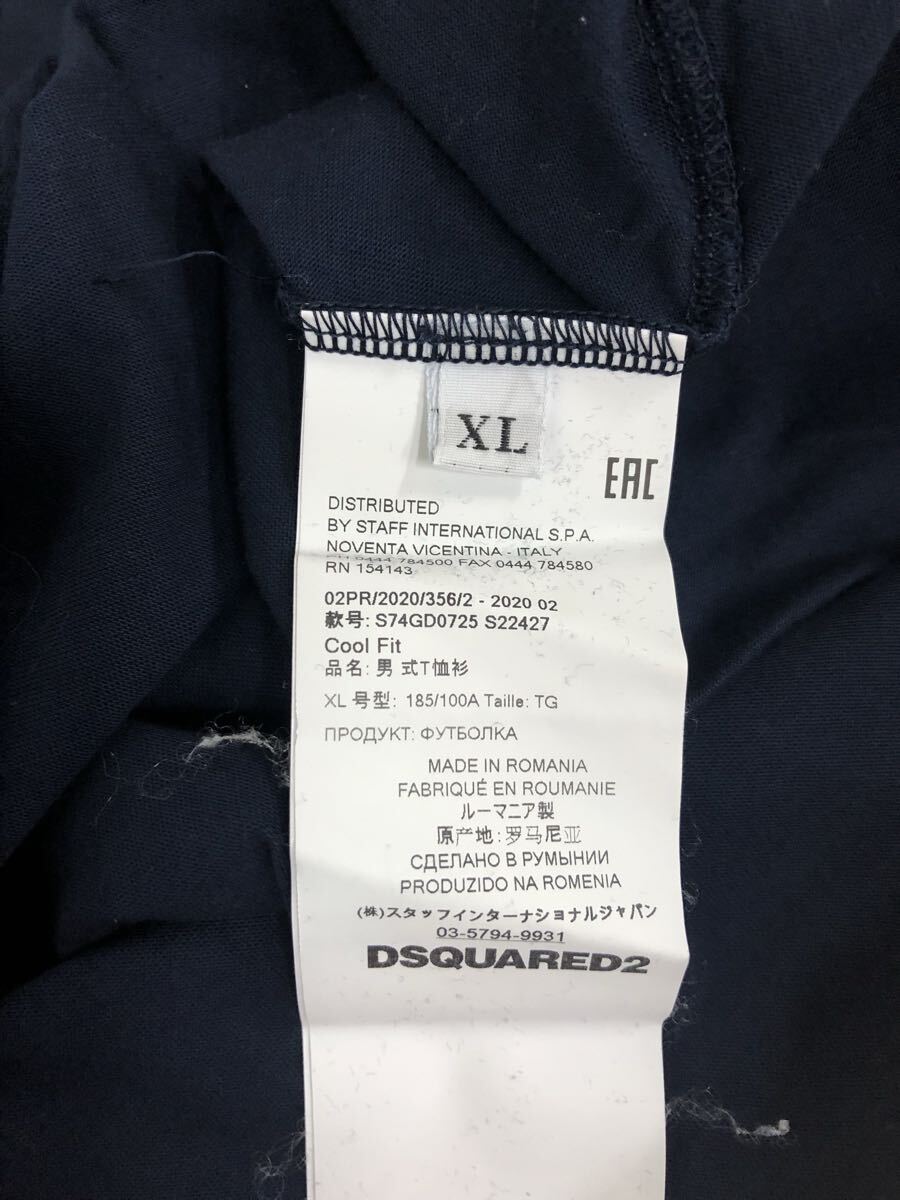 XL
EAC
DISTRIBUTED
BY STAFF INTERNATIONAL S.P.A.
NOVENTA VICENTINA - ITALY
0444 784500 FAX 0444 784580
RN 154143
02PR/2020/356/2 - 2020 02
款号: S74GD0725 S22427
Cool Fit
品名: 男 式T恤衫
XL 号型: 185/100A Taille: TG
ПРОДУКТ: ФУТБОЛКА
MADE IN ROMANIA
FABRIQUÉ EN ROUMANIE
ルーマニア製
原产地: 罗马尼亚
СДЕЛАНО В РУМЫНИИ
PRODUZIDO NA ROMENIA
(株)スタッフインターナショナルジャパン
03-5794-9931
DSQUARED2